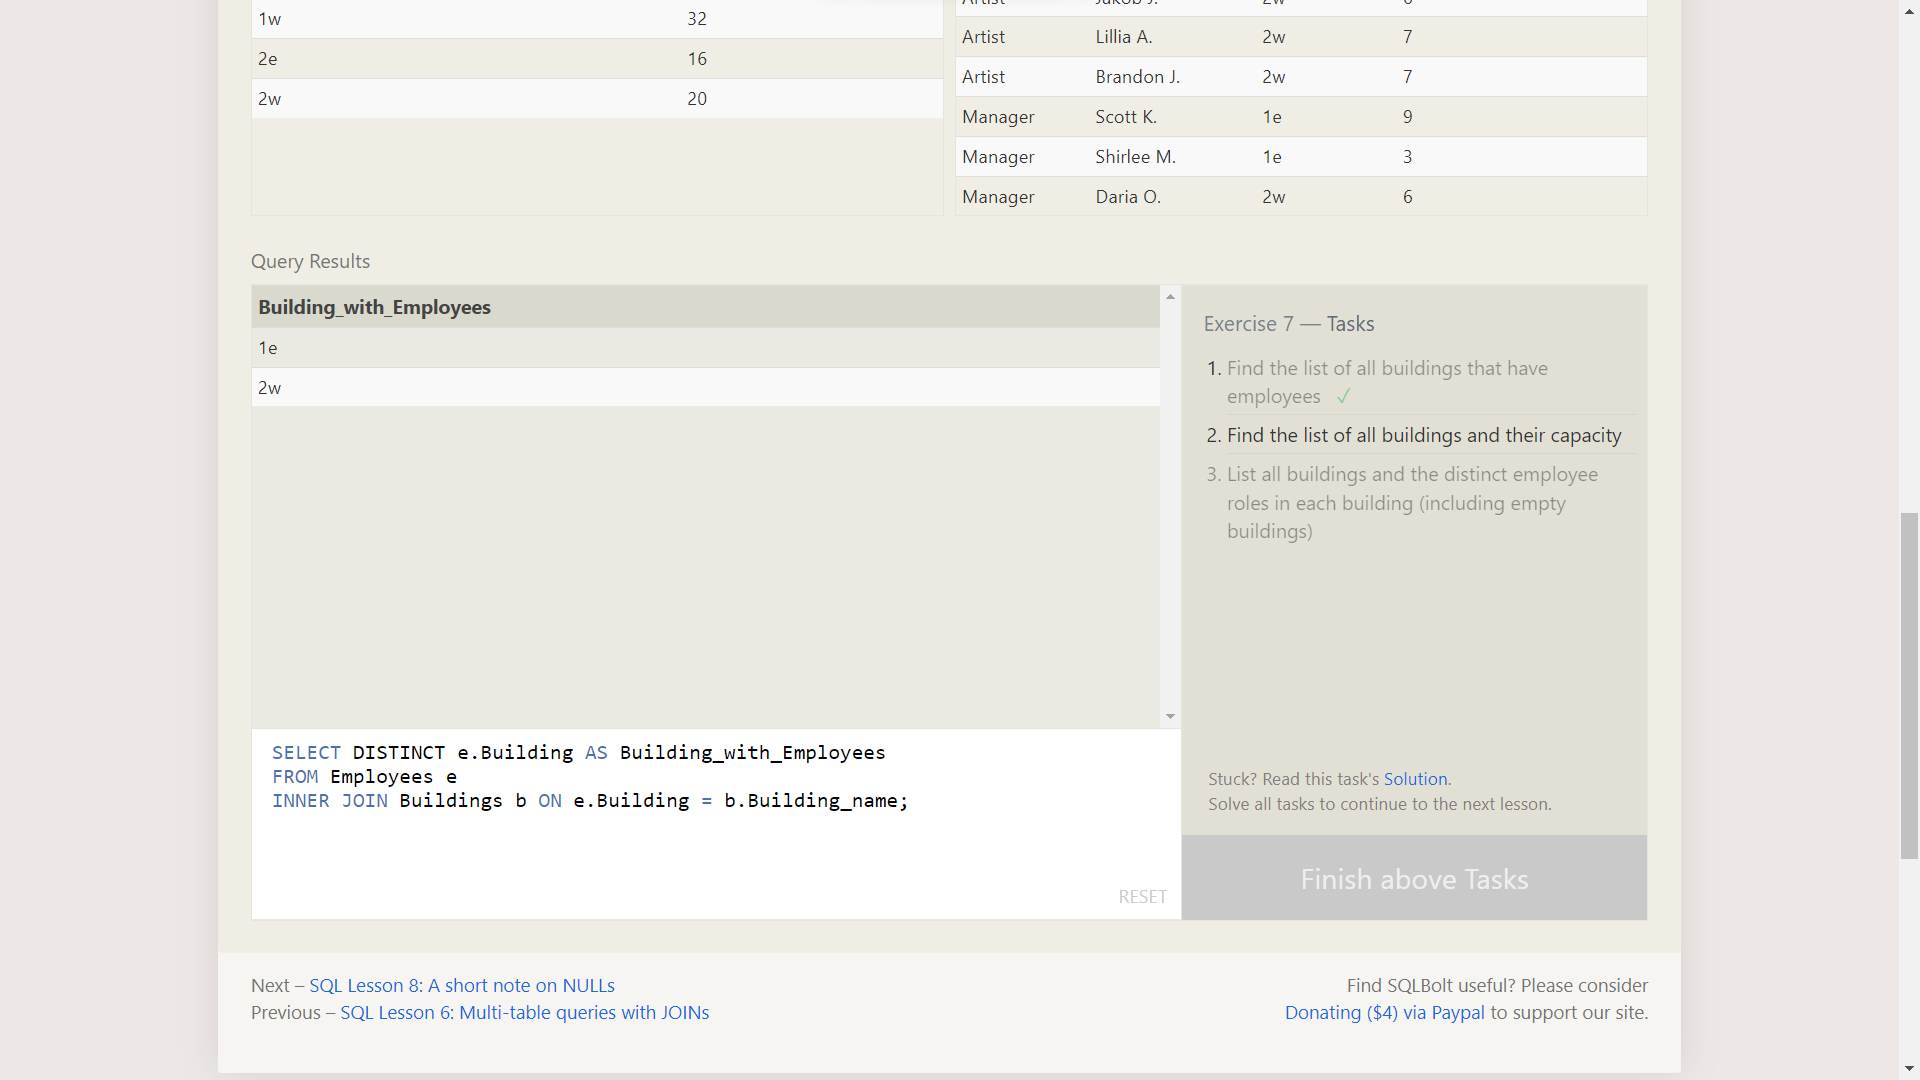 1w 32
2e 16
2w 20
Artist Jakob J. 2w 6
Artist Lillia A. 2w 7
Artist Brandon J. 2w 7
Manager Scott K. 1e 9
Manager Shirlee M. 1e 3
Manager Daria O. 2w 6
Query Results
Building_with_Employees
1e
2w
SELECT DISTINCT e.Building AS Building_with_Employees
FROM Employees e
INNER JOIN Buildings b ON e.Building = b.Building_name;
RESET
Exercise 7 — Tasks
1. Find the list of all buildings that have
employees ✓
2. Find the list of all buildings and their capacity
3. List all buildings and the distinct employee
roles in each building (including empty
buildings)
Stuck? Read this task's Solution.
Solve all tasks to continue to the next lesson.
Finish above Tasks
Next – SQL Lesson 8: A short note on NULLs
Previous – SQL Lesson 6: Multi-table queries with JOINs
Find SQLBolt useful? Please consider
Donating ($4) via Paypal to support our site.